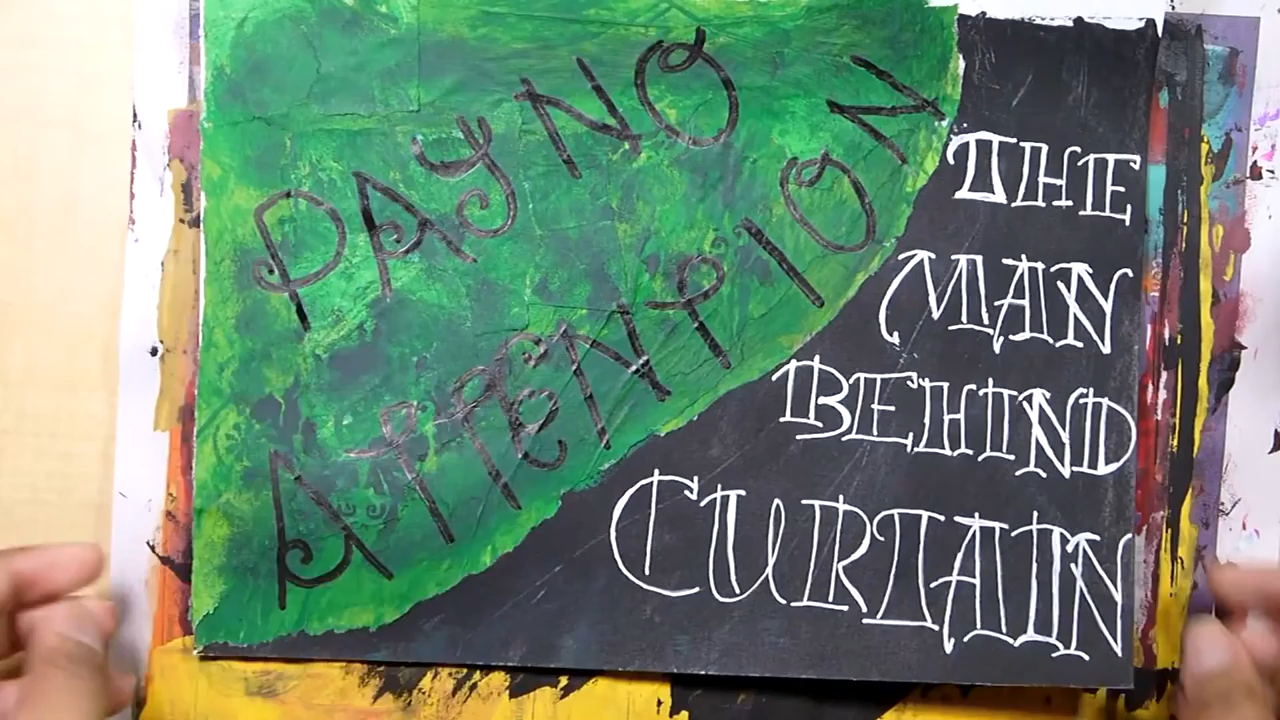 PAY NO
ATTENTION
THE
MAN
BEHIND
CURTAIN